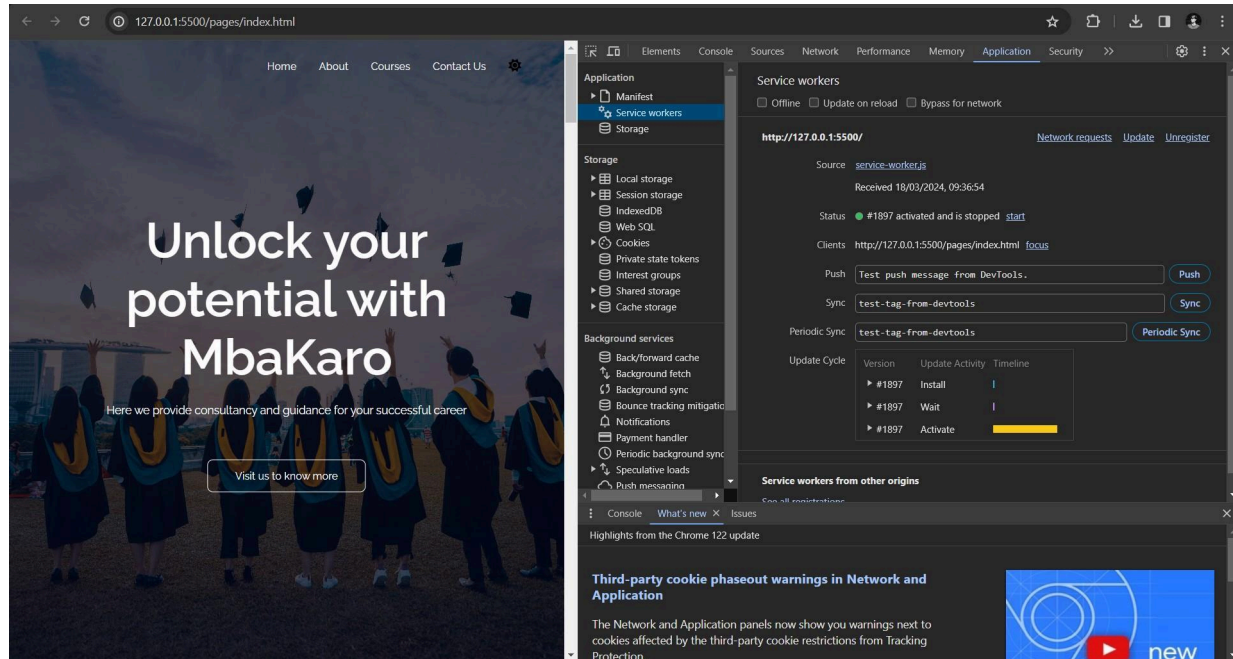 127.0.0.1:5500/pages/index.html
Home About Courses Contact Us
Unlock your
potential with
MbaKaro
Here we provide consultancy and guidance for your successful career
Visit us to know more
Elements Console Sources Network Performance Memory Application Security
Application
Manifest
Service workers
Storage
Storage
Local storage
Session storage
IndexedDB
Web SQL
Cookies
Private state tokens
Interest groups
Shared storage
Cache storage
Background services
Back/forward cache
Background fetch
Background sync
Bounce tracking mitigatio
Notifications
Payment handler
Periodic background sync
Speculative loads
Push messaging
Service workers
Offline Update on reload Bypass for network
http://127.0.0.1:5500/ Network requests Update Unregister
Source service-worker.js
Received 18/03/2024, 09:36:54
Status #1897 activated and is stopped start
Clients http://127.0.0.1:5500/pages/index.html focus
Push Test push message from DevTools. Push
Sync test-tag-from-devtools Sync
Periodic Sync test-tag-from-devtools Periodic Sync
Update Cycle Version Update Activity Timeline
#1897 Install
#1897 Wait
#1897 Activate
Service workers from other origins
See all registrations
Console What's new Issues
Highlights from the Chrome 122 update
Third-party cookie phaseout warnings in Network and
Application
The Network and Application panels now show you warnings next to
cookies affected by the third-party cookie restrictions from Tracking
Protection
new